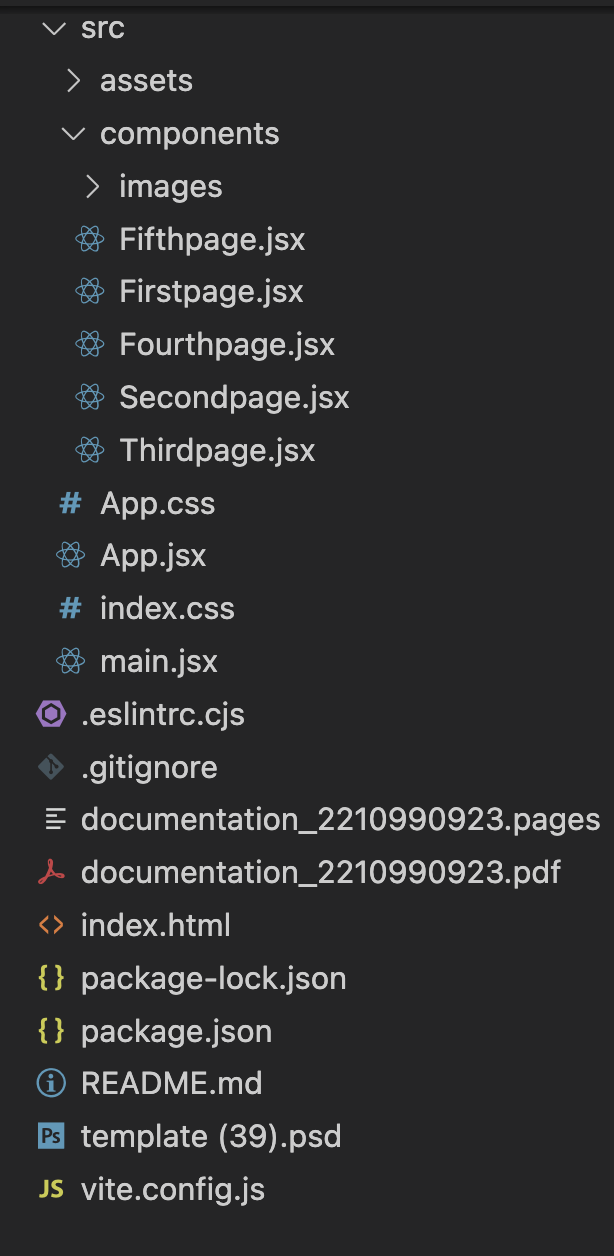 src
assets
components
images
Fifthpage.jsx
Firstpage.jsx
Fourthpage.jsx
Secondpage.jsx
Thirdpage.jsx
# App.css
App.jsx
# index.css
main.jsx
.eslintrc.cjs
.gitignore
documentation_2210990923.pages
documentation_2210990923.pdf
<> index.html
{} package-lock.json
{} package.json
README.md
Ps template (39).psd
JS vite.config.js